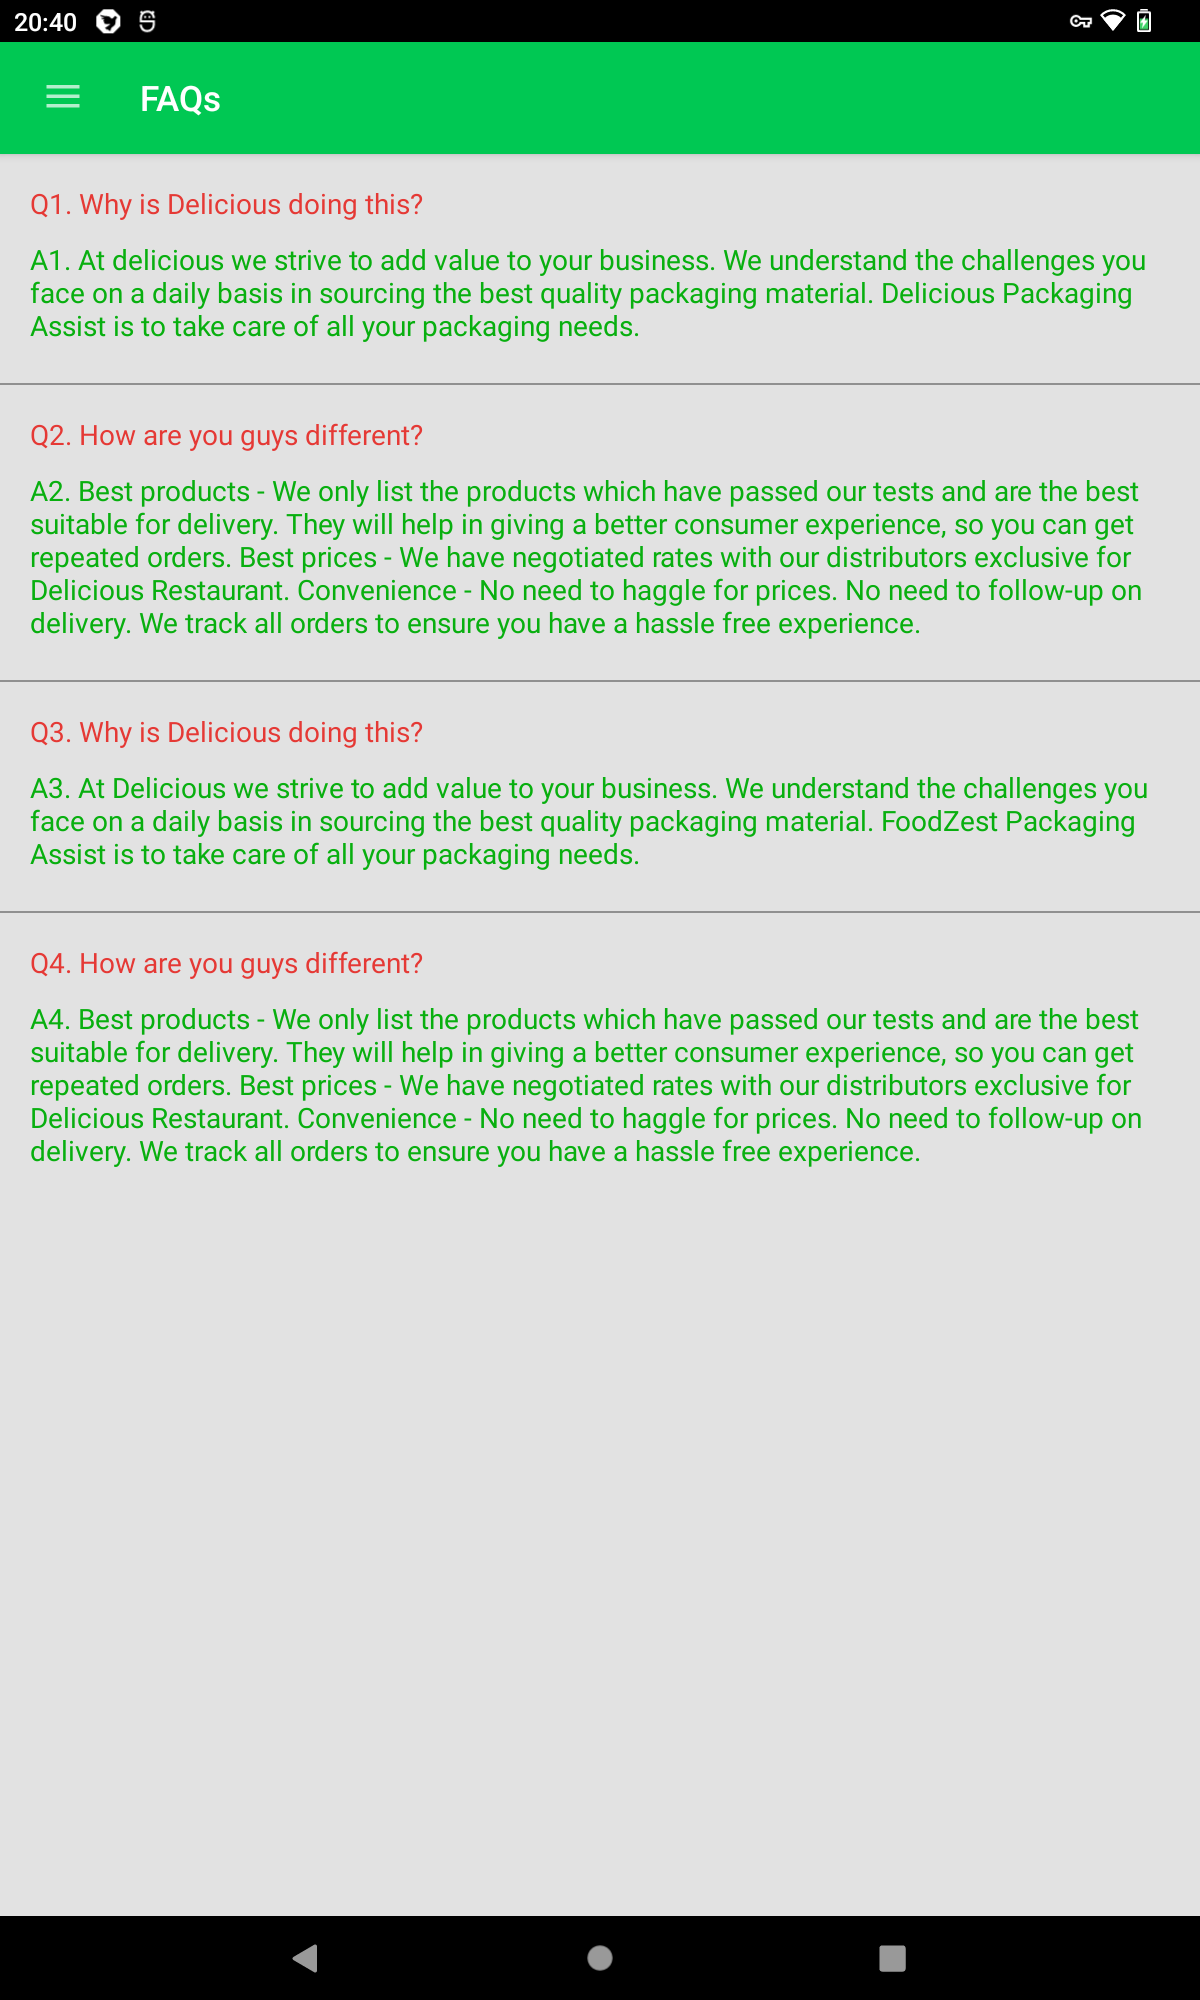 20:40
FAQs
Q1. Why is Delicious doing this?
A1. At delicious we strive to add value to your business. We understand the challenges you
face on a daily basis in sourcing the best quality packaging material. Delicious Packaging
Assist is to take care of all your packaging needs.
Q2. How are you guys different?
A2. Best products - We only list the products which have passed our tests and are the best
suitable for delivery. They will help in giving a better consumer experience, so you can get
repeated orders. Best prices - We have negotiated rates with our distributors exclusive for
Delicious Restaurant. Convenience - No need to haggle for prices. No need to follow-up on
delivery. We track all orders to ensure you have a hassle free experience.
Q3. Why is Delicious doing this?
A3. At Delicious we strive to add value to your business. We understand the challenges you
face on a daily basis in sourcing the best quality packaging material. FoodZest Packaging
Assist is to take care of all your packaging needs.
Q4. How are you guys different?
A4. Best products - We only list the products which have passed our tests and are the best
suitable for delivery. They will help in giving a better consumer experience, so you can get
repeated orders. Best prices - We have negotiated rates with our distributors exclusive for
Delicious Restaurant. Convenience - No need to haggle for prices. No need to follow-up on
delivery. We track all orders to ensure you have a hassle free experience.